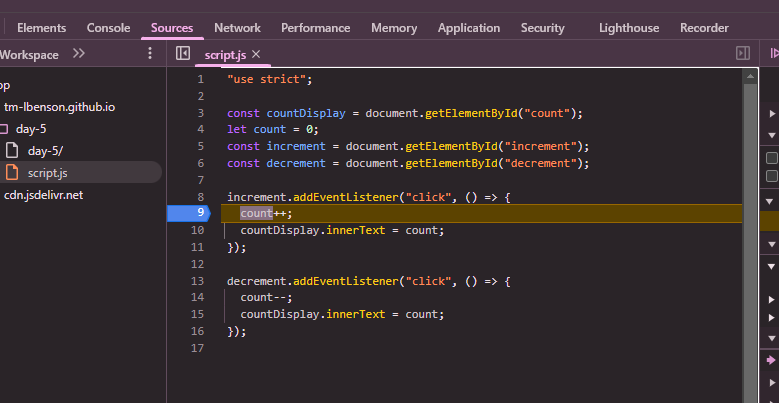 Elements Console Sources Network Performance Memory Application Security Lighthouse Recorder
Workspace
script.js
op
tm-lbenson.github.io
day-5
day-5/
script.js
cdn.jsdelivr.net
1 "use strict";
2
3 const countDisplay = document.getElementById("count");
4 let count = 0;
5 const increment = document.getElementById("increment");
6 const decrement = document.getElementById("decrement");
7
8 increment.addEventListener("click", () => {
9 count++;
10 countDisplay.innerText = count;
11 });
12
13 decrement.addEventListener("click", () => {
14 count--;
15 countDisplay.innerText = count;
16 });
17